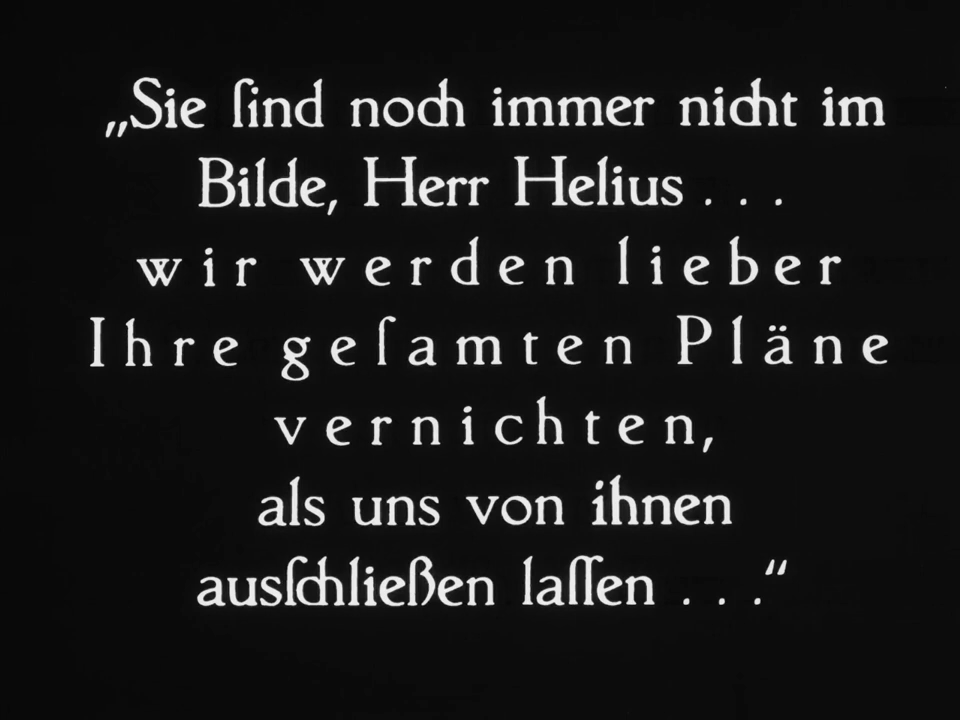 „Sie ſind noch immer nicht im
Bilde, Herr Helius . . .
wir werden lieber
Ihre geſamten Pläne
vernichten,
als uns von ihnen
ausſchließen laſſen . . .“